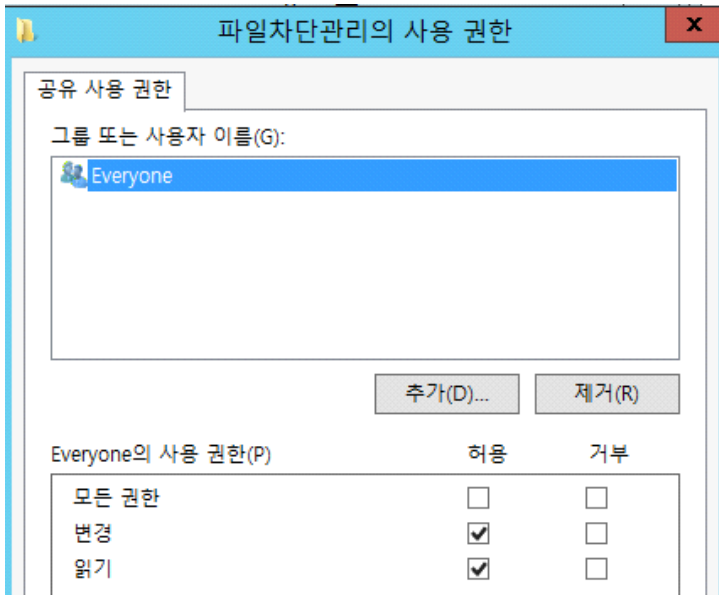 파일차단관리의 사용 권한
공유 사용 권한
그룹 또는 사용자 이름(G):
Everyone
추가(D)... 제거(R)
Everyone의 사용 권한(P) 허용 거부
모든 권한
변경
읽기